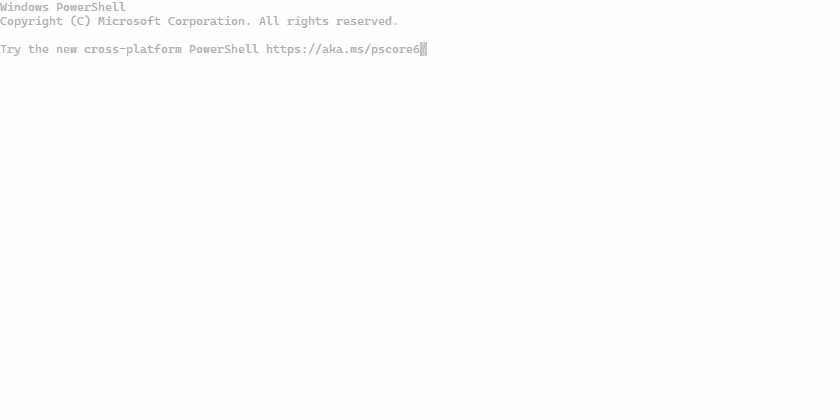 Windows PowerShell
Copyright (C) Microsoft Corporation. All rights reserved.
Try the new cross-platform PowerShell https://aka.ms/pscore6